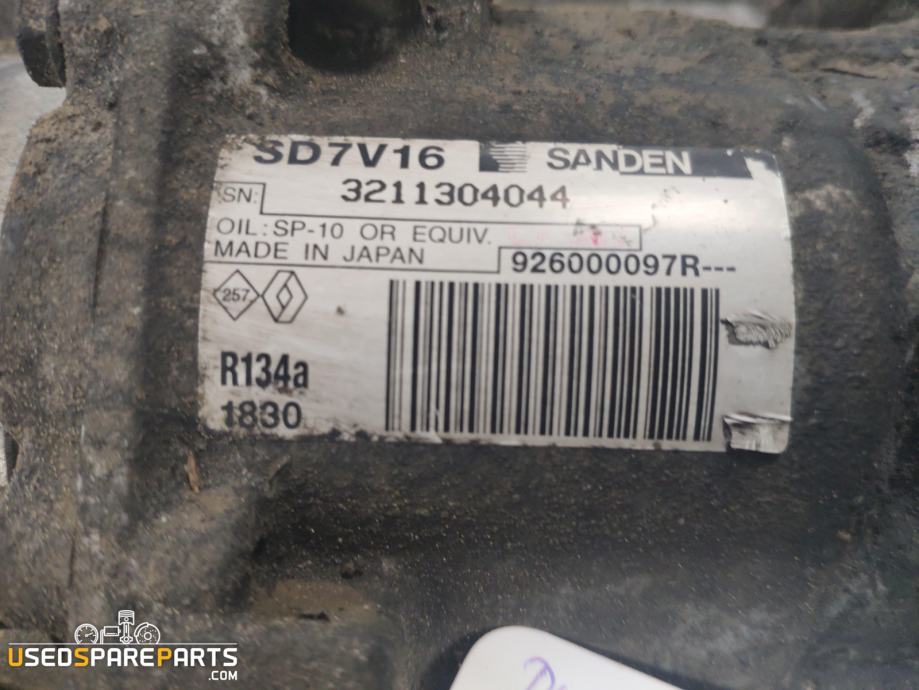 SD7V16 SANDEN
SN: 3211304044
OIL: SP-10 OR EQUIV.
MADE IN JAPAN 926000097R---
257
R134a
1830
USEDSPAREPARTS
.COM